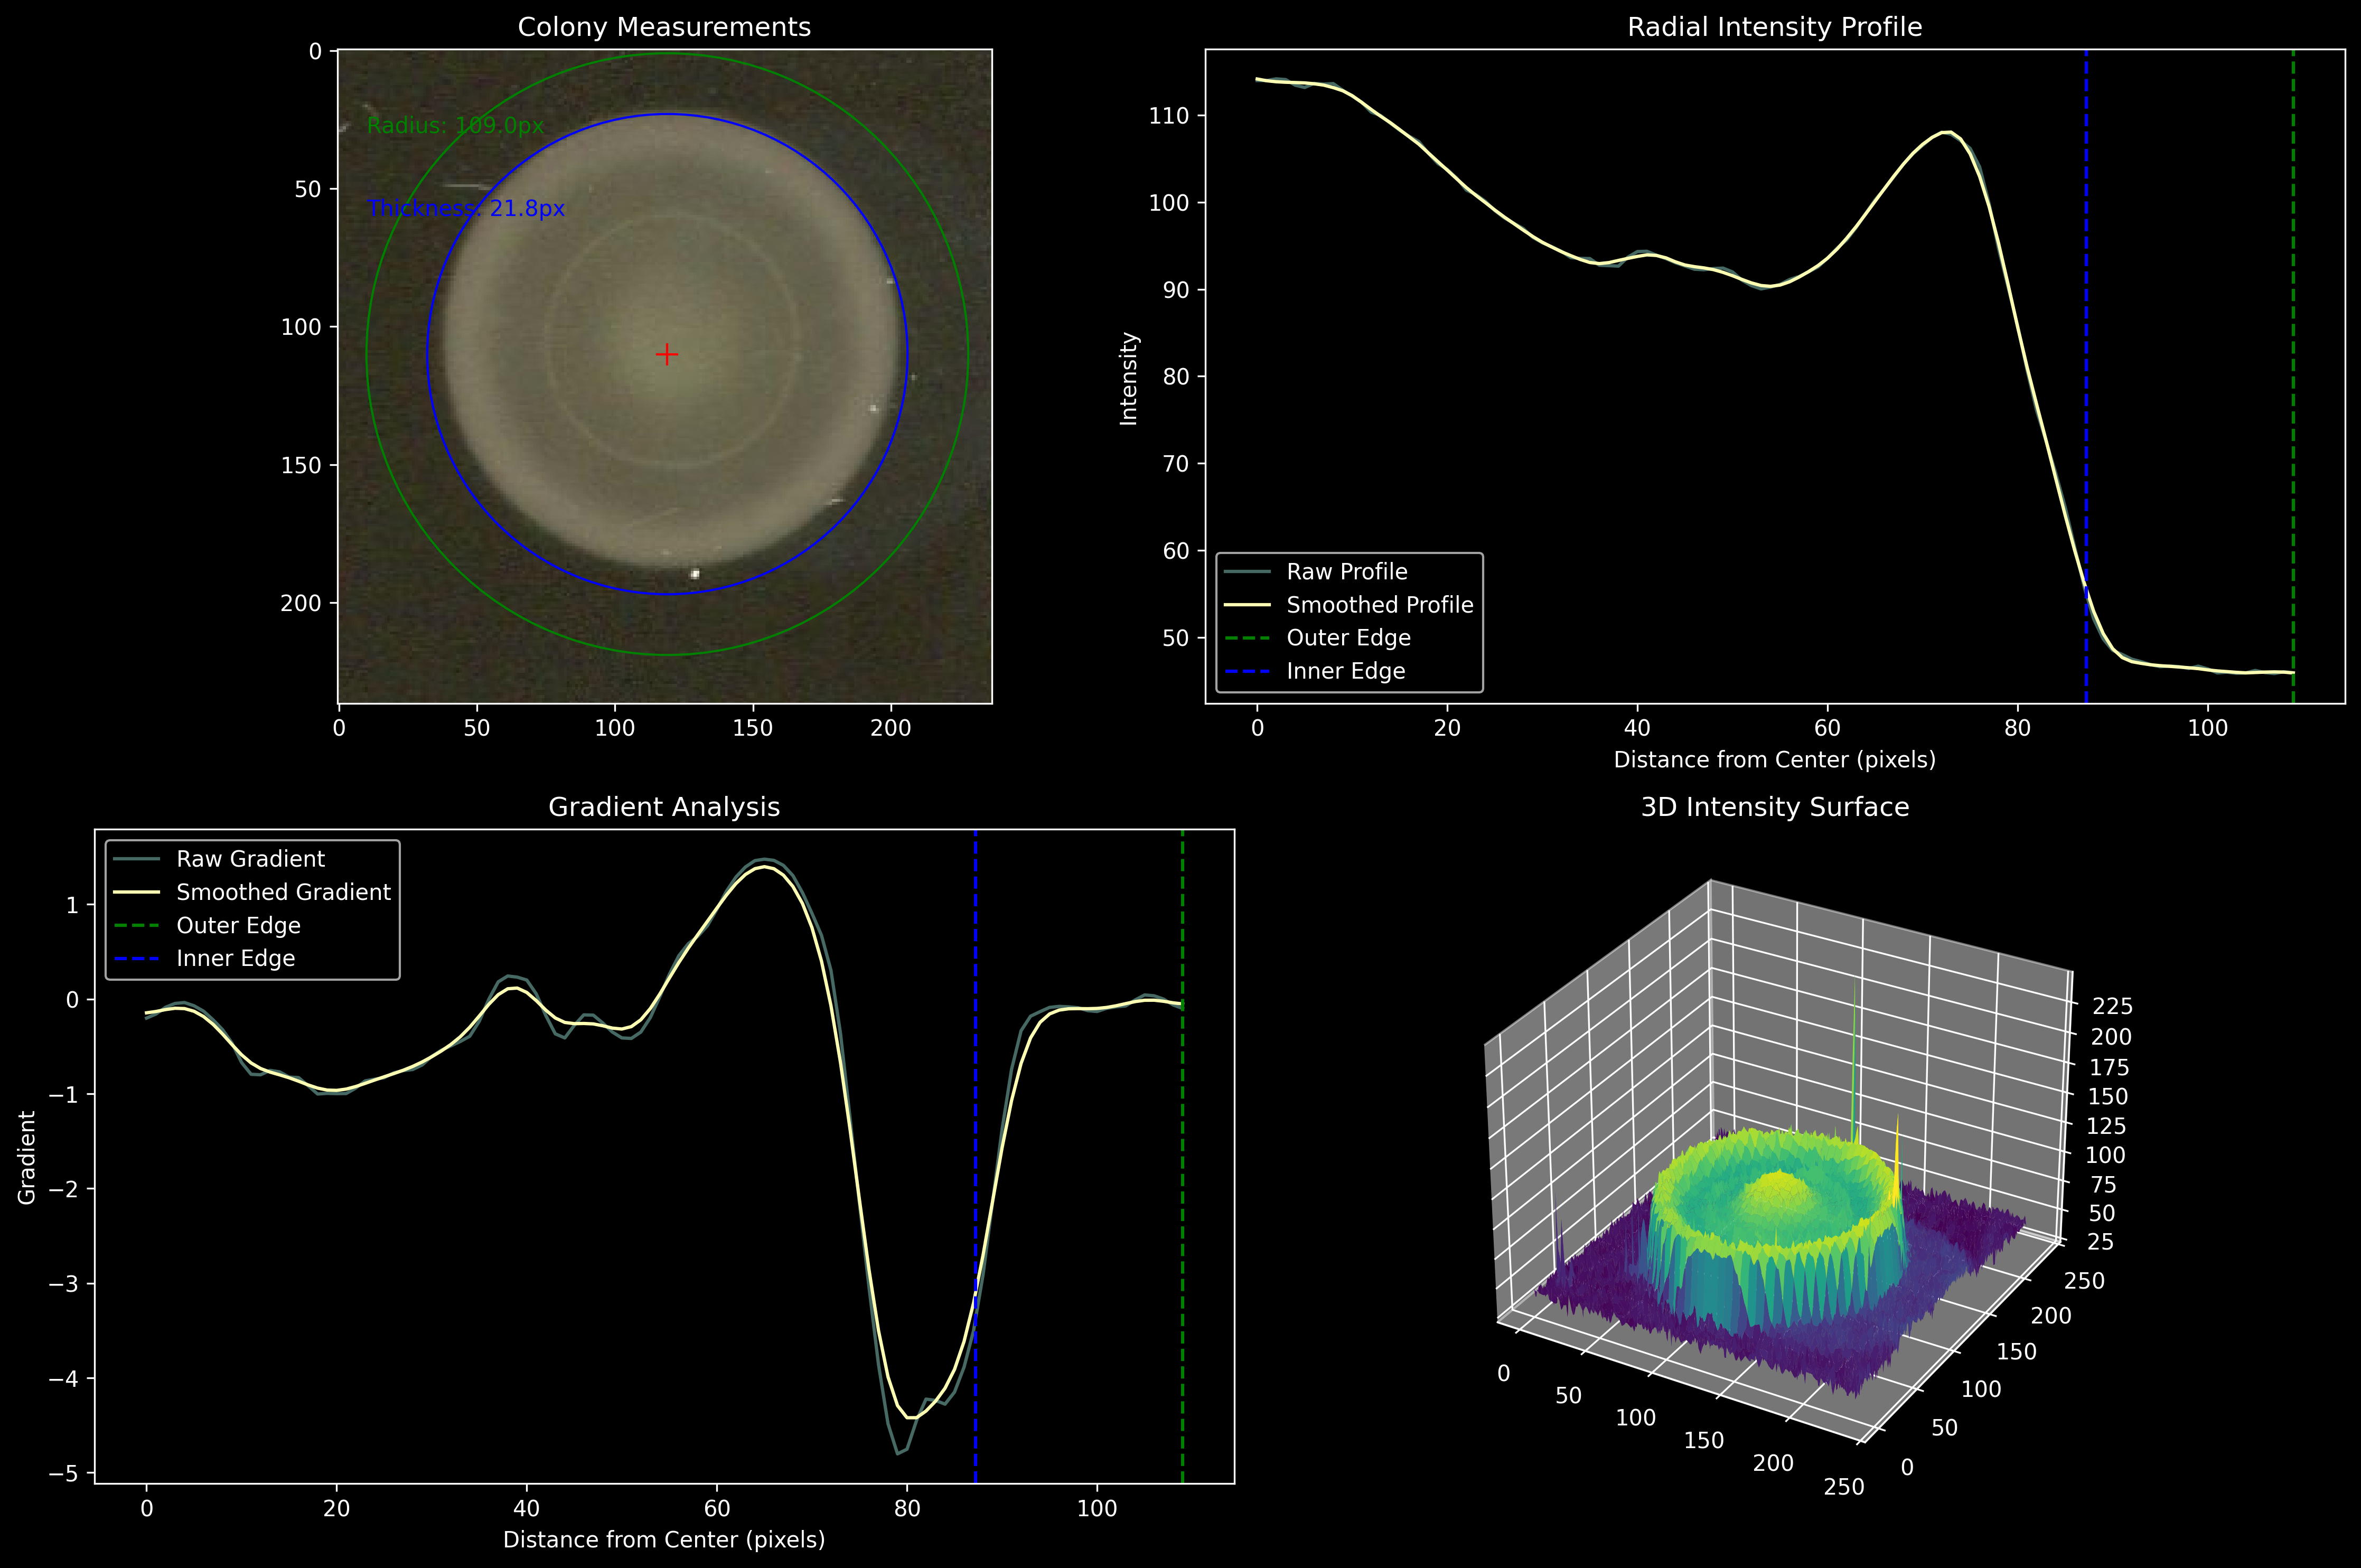 Colony Measurements
0
50
100
150
200
Radius: 109.0px
Thickness: 21.8px
0 50 100 150 200
Radial Intensity Profile
Intensity
110
100
90
80
70
60
50
Raw Profile
Smoothed Profile
Outer Edge
Inner Edge
0 20 40 60 80 100
Distance from Center (pixels)
Gradient Analysis
Gradient
1
0
−1
−2
−3
−4
−5
Raw Gradient
Smoothed Gradient
Outer Edge
Inner Edge
0 20 40 60 80 100
Distance from Center (pixels)
3D Intensity Surface
225
200
175
150
125
100
75
50
25
250
200
150
100
50
0
0
50
100
150
200
250